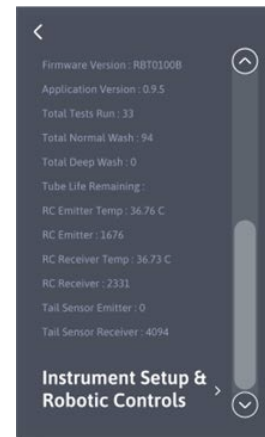 Firmware Version : RBT0100B
Application Version : 0.9.5
Total Tests Run : 33
Total Normal Wash : 94
Total Deep Wash : 0
Tube Life Remaining :
RC Emitter Temp : 36.76 C
RC Emitter : 1676
RC Receiver Temp : 36.73 C
RC Receiver : 2331
Tail Sensor Emitter : 0
Tail Sensor Receiver : 4094
Instrument Setup &
Robotic Controls